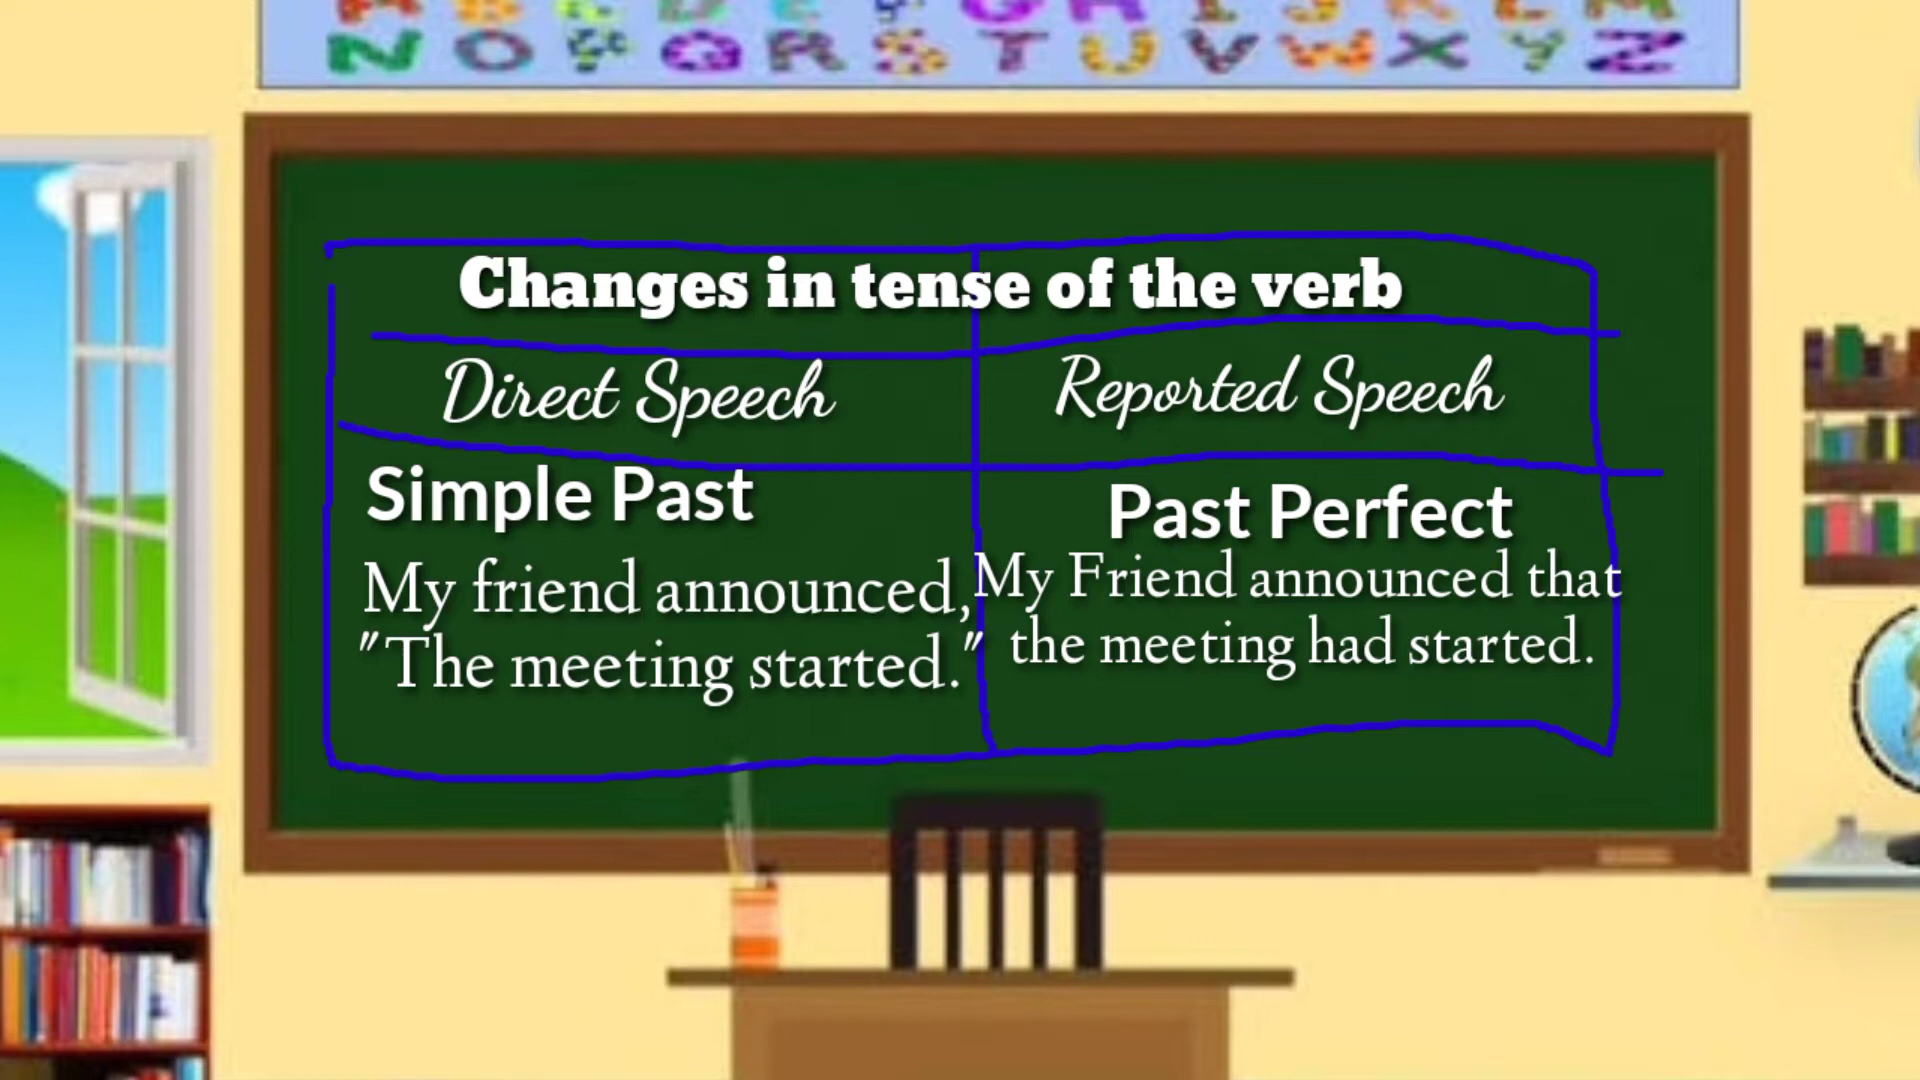 A B C D E F G H I J K L M
N O P Q R S T U V W X Y Z
Changes in tense of the verb
Direct Speech
Reported Speech
Simple Past
My friend announced,
"The meeting started."
Past Perfect
My Friend announced that
the meeting had started.